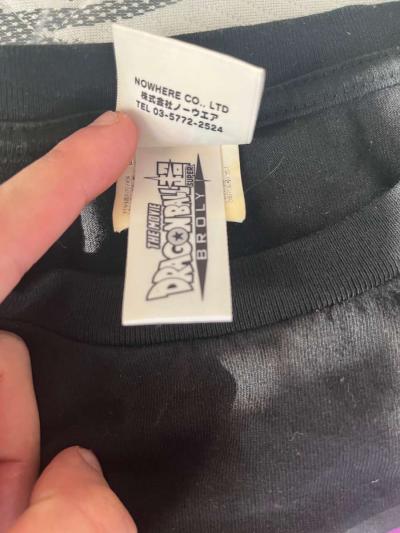 NOWHERE CO., LTD
株式会社ノーウエア
TEL 03-5772-2524
THE MOVIE
DRAGON BALL 超
SUPER!
BROLY